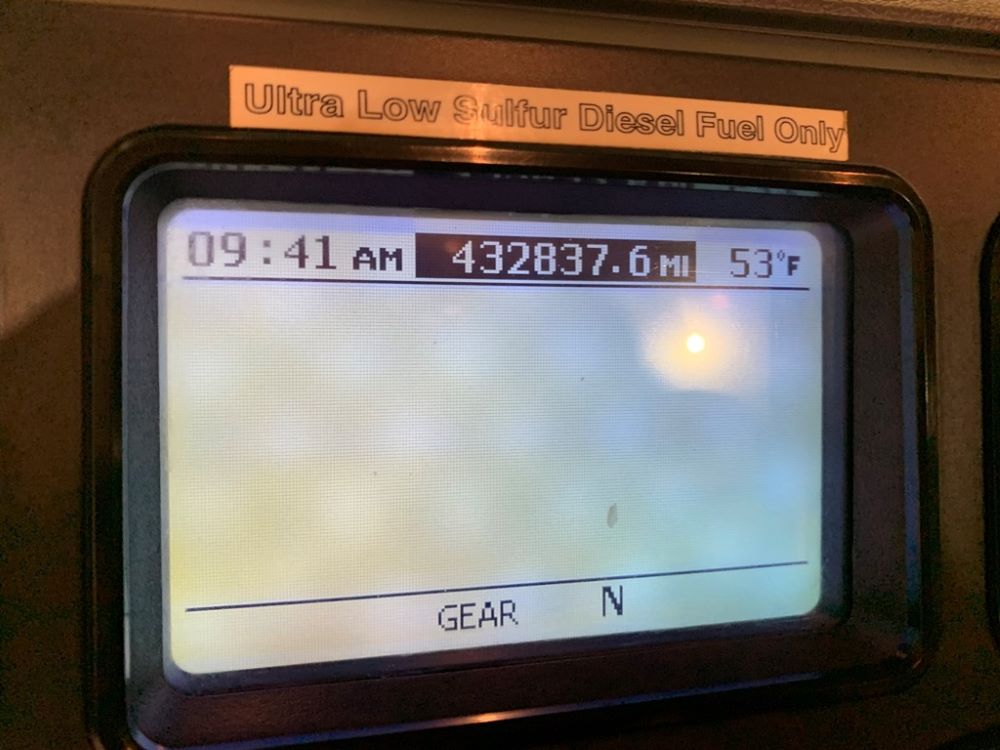 Ultra Low Sulfur Diesel Fuel Only
09:41 AM 432837.6 MI 53°F
GEAR N